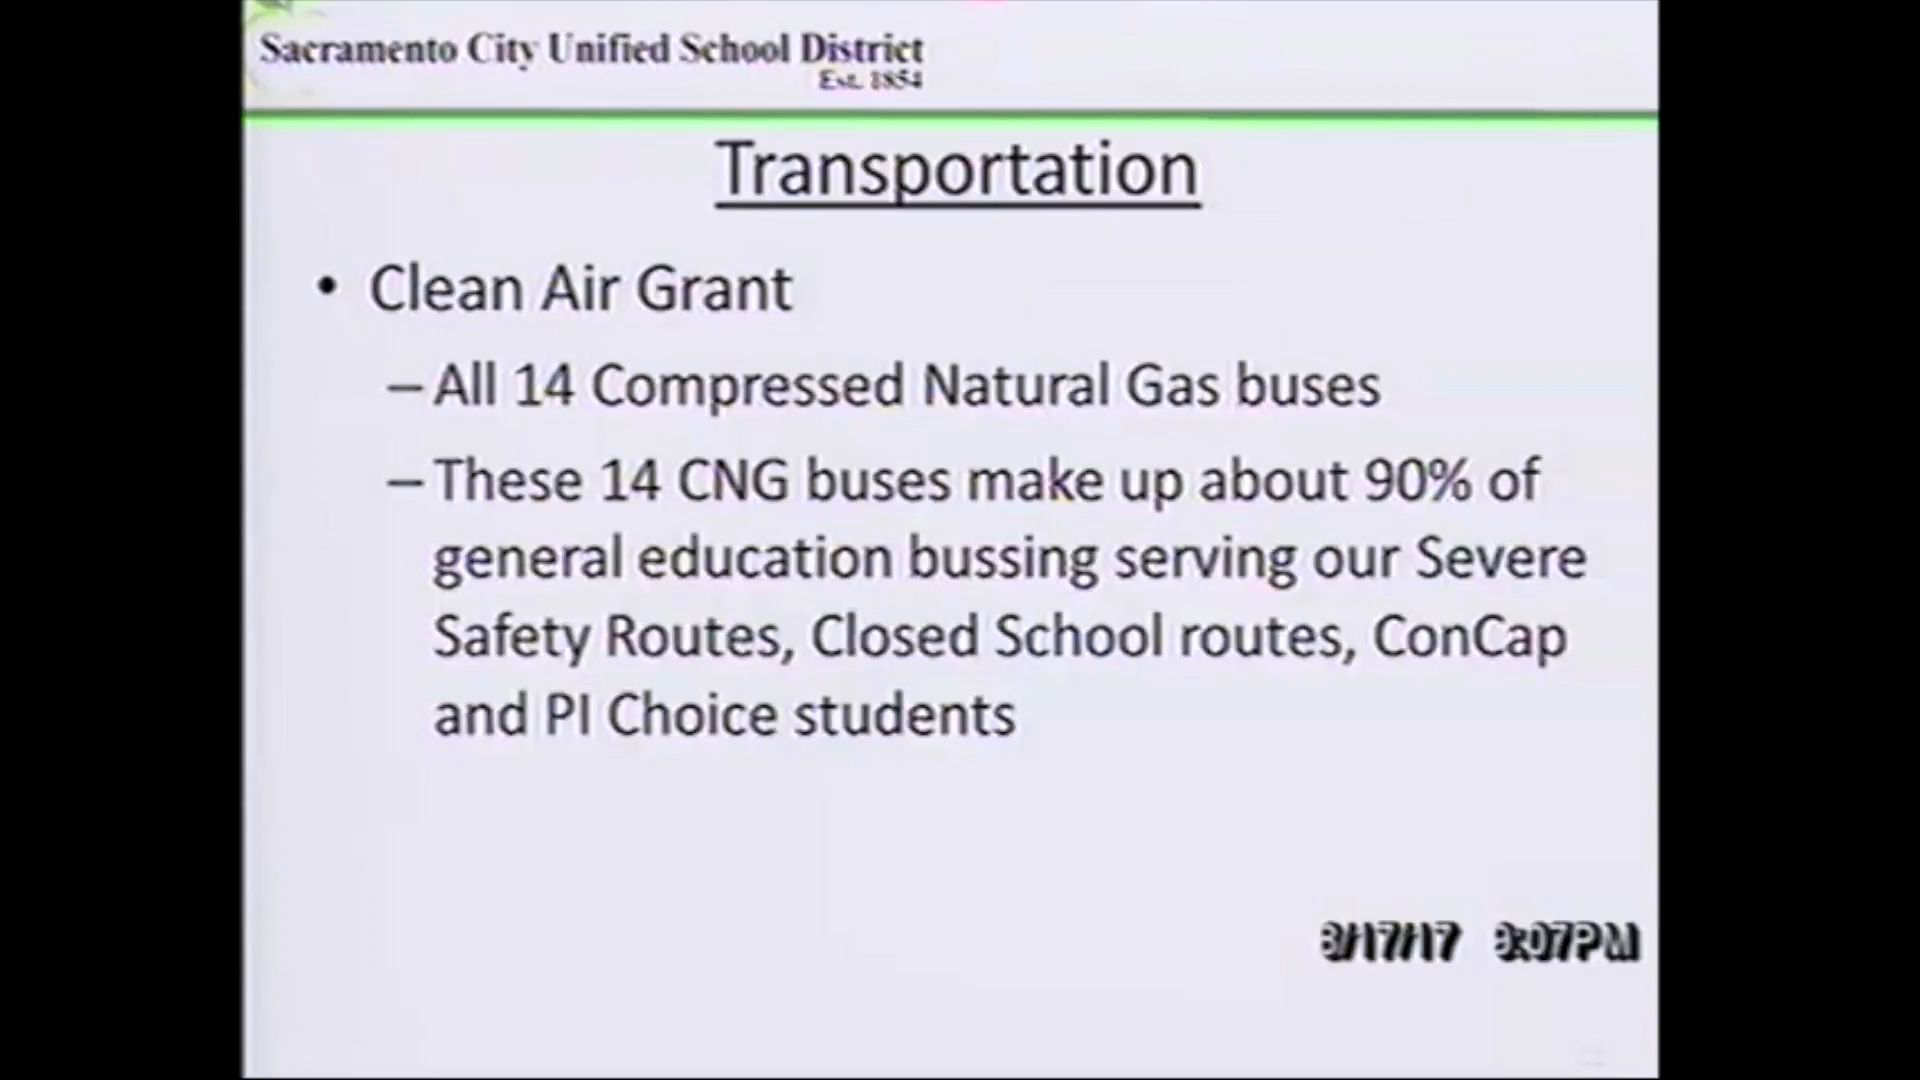 Sacramento City Unified School District
Est. 1854
Transportation
• Clean Air Grant
– All 14 Compressed Natural Gas buses
– These 14 CNG buses make up about 90% of
general education bussing serving our Severe
Safety Routes, Closed School routes, ConCap
and PI Choice students